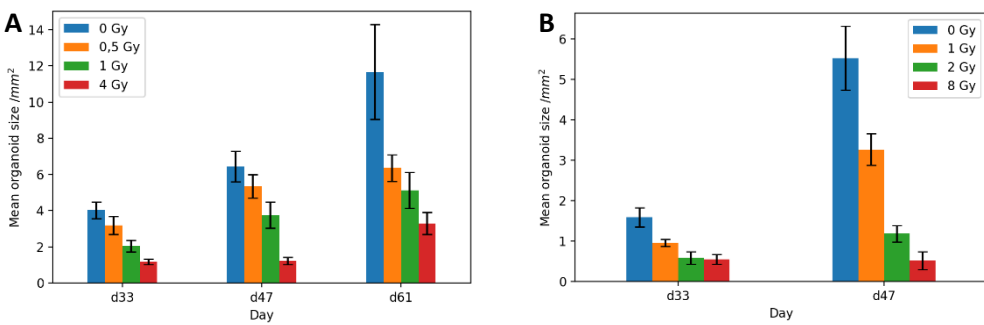 A
0 Gy
0,5 Gy
1 Gy
4 Gy
Mean organoid size /mm²
14
12
10
8
6
4
2
0
d33
d47
d61
Day
B
0 Gy
1 Gy
2 Gy
8 Gy
Mean organoid size /mm²
6
5
4
3
2
1
0
d33
d47
Day